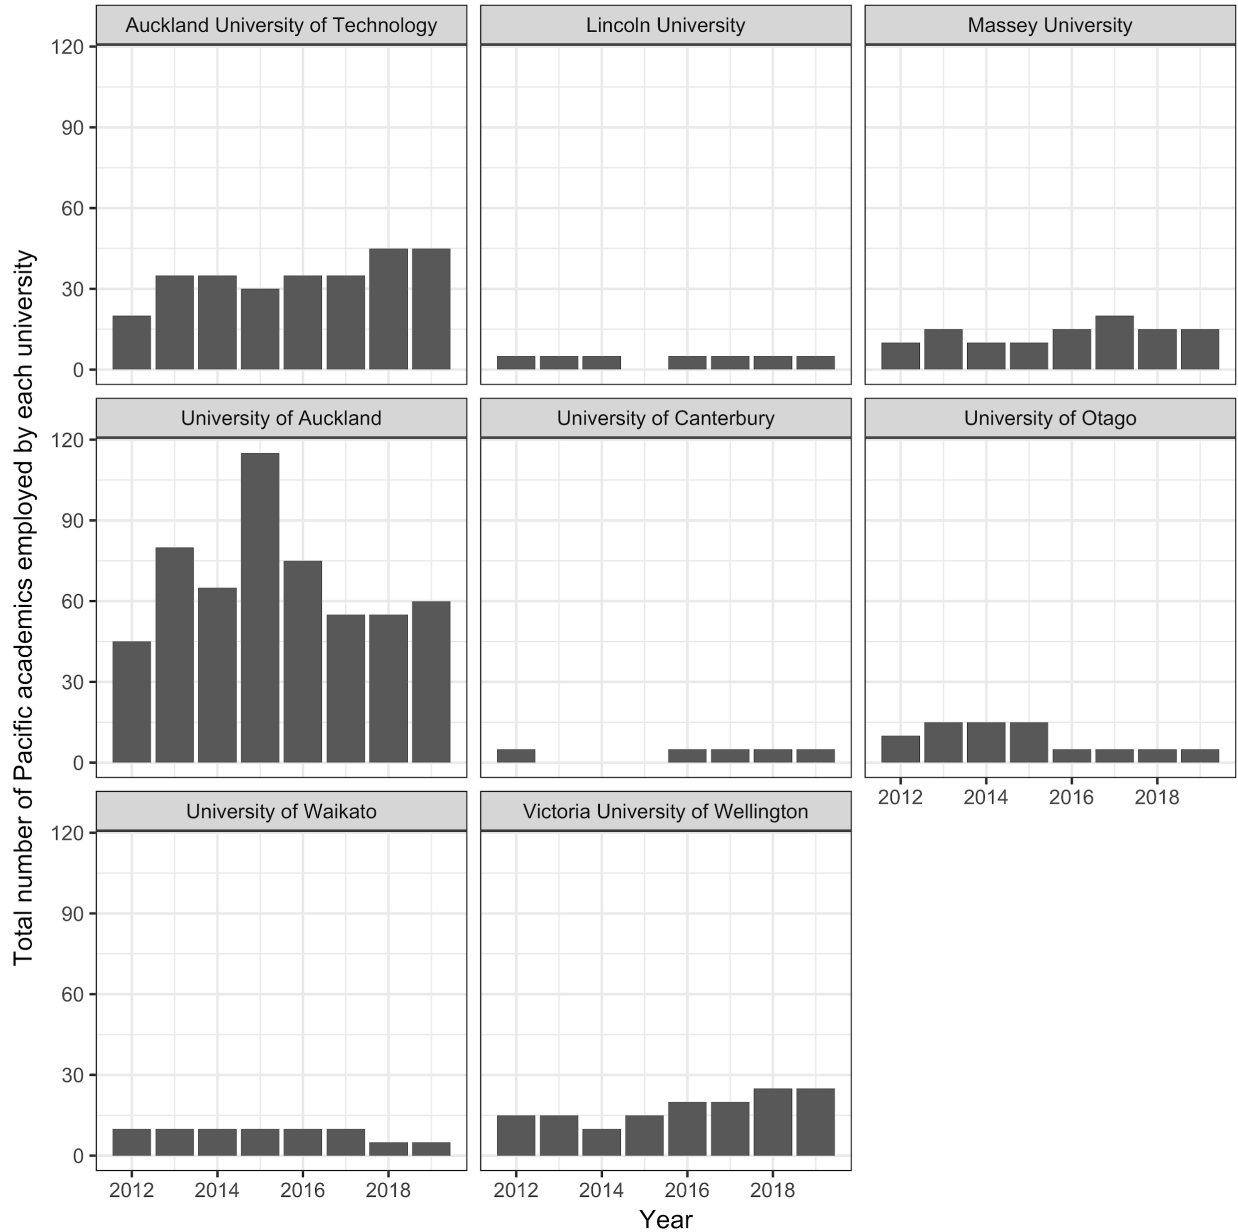 Auckland University of Technology
Lincoln University
Massey University
120
90
60
30
0
University of Auckland
University of Canterbury
University of Otago
120
90
60
30
0
2012 2014 2016 2018
University of Waikato
Victoria University of Wellington
120
90
60
30
0
2012 2014 2016 2018
2012 2014 2016 2018
Year
Total number of Pacific academics employed by each university